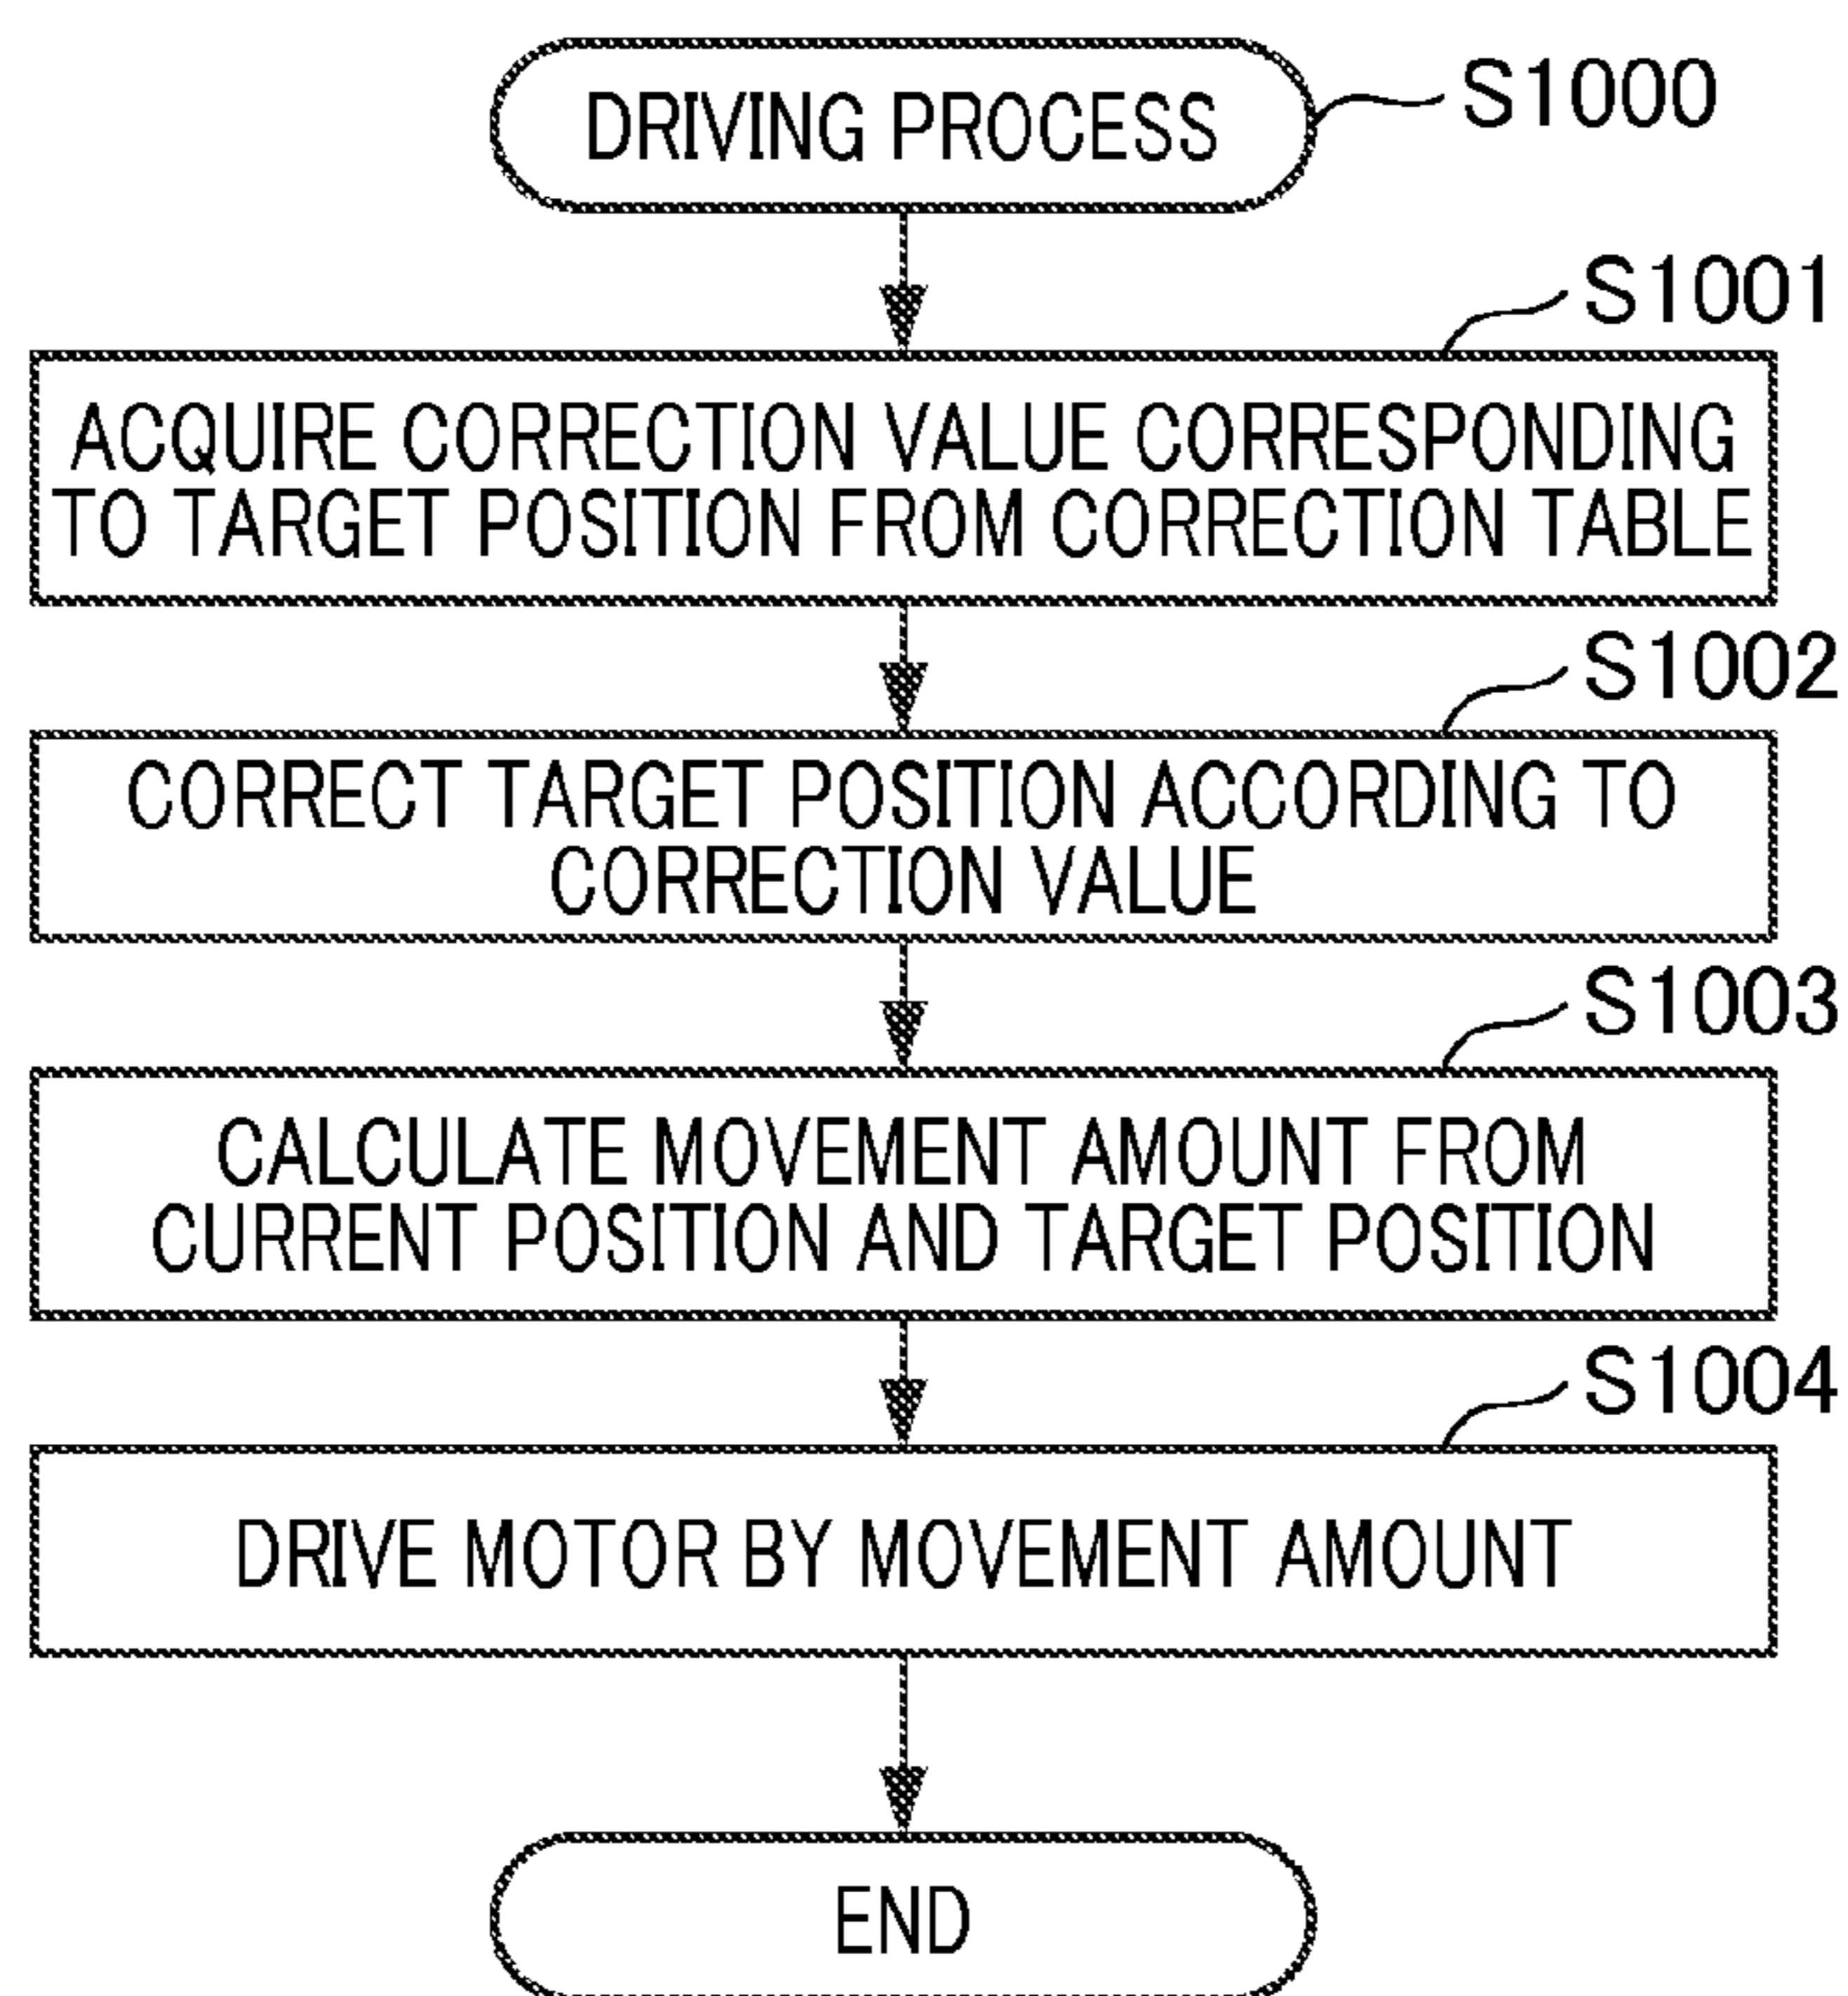 DRIVING PROCESS
S1000
S1001
ACQUIRE CORRECTION VALUE CORRESPONDING
TO TARGET POSITION FROM CORRECTION TABLE
S1002
CORRECT TARGET POSITION ACCORDING TO
CORRECTION VALUE
S1003
CALCULATE MOVEMENT AMOUNT FROM
CURRENT POSITION AND TARGET POSITION
S1004
DRIVE MOTOR BY MOVEMENT AMOUNT
END